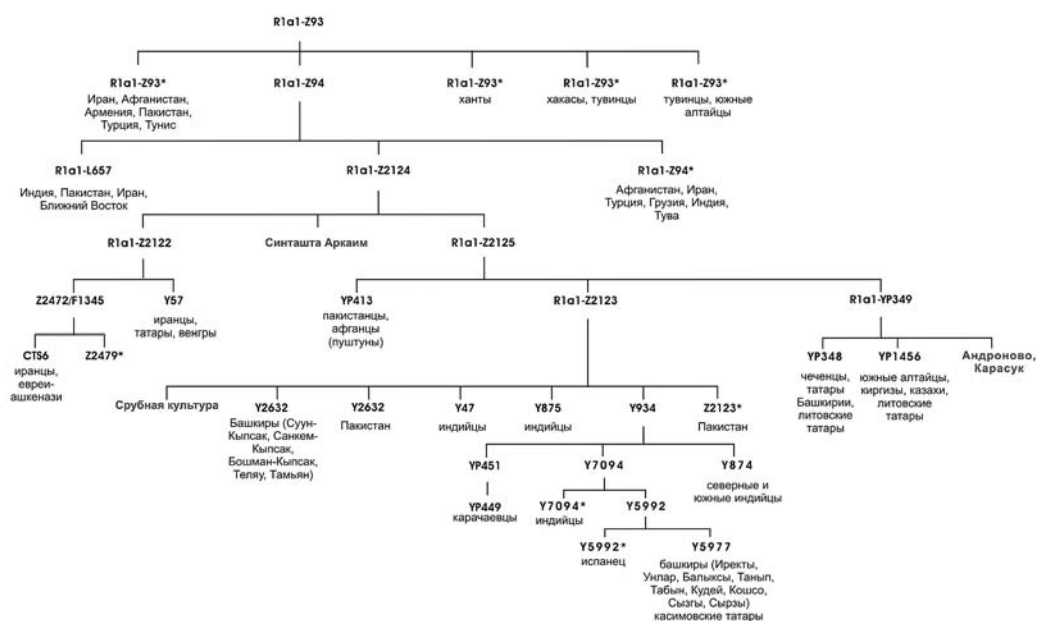 R1a1-Z93
R1a1-Z93*
Иран, Афганистан,
Армения, Пакистан,
Турция, Тунис
R1a1-Z94
R1a1-Z93*
ханты
R1a1-Z93*
хакасы, тувинцы
R1a1-Z93*
тувинцы, южные
алтайцы
R1a1-L657
Индия, Пакистан, Иран,
Ближний Восток
R1a1-Z2124
R1a1-Z94*
Афганистан, Иран,
Турция, Грузия, Индия,
Тува
R1a1-Z2122
Синташта Аркаим
R1a1-Z2125
Z2472/F1345
Y57
иранцы,
татары, венгры
YP413
пакистанцы,
афганцы
(пуштуны)
R1a1-Z2123
R1a1-YP349
CTS6
иранцы,
евреи-
ашкенази
Z2479*
YP348
чеченцы,
татары
Башкирии,
литовские
татары
YP1456
южные алтайцы,
киргизы, казахи,
литовские
татары
Андроново,
Карасук
Срубная культура
Y2632
Башкиры (Суун-
Кыпсак, Санкем-
Кыпсак,
Бошман-Кыпсак,
Теляу, Тамьян)
Y2632
Пакистан
Y47
индийцы
Y875
индийцы
Y934
Z2123*
Пакистан
YP451
YP449
карачаевцы
Y7094
Y874
северные и
южные индийцы
Y7094*
индийцы
Y5992
Y5992*
испанец
Y5977
башкиры (Иректы,
Унлар, Балыксы, Танып,
Табын, Кудей, Кошсо,
Сызгы, Сырзы)
касимовские татары